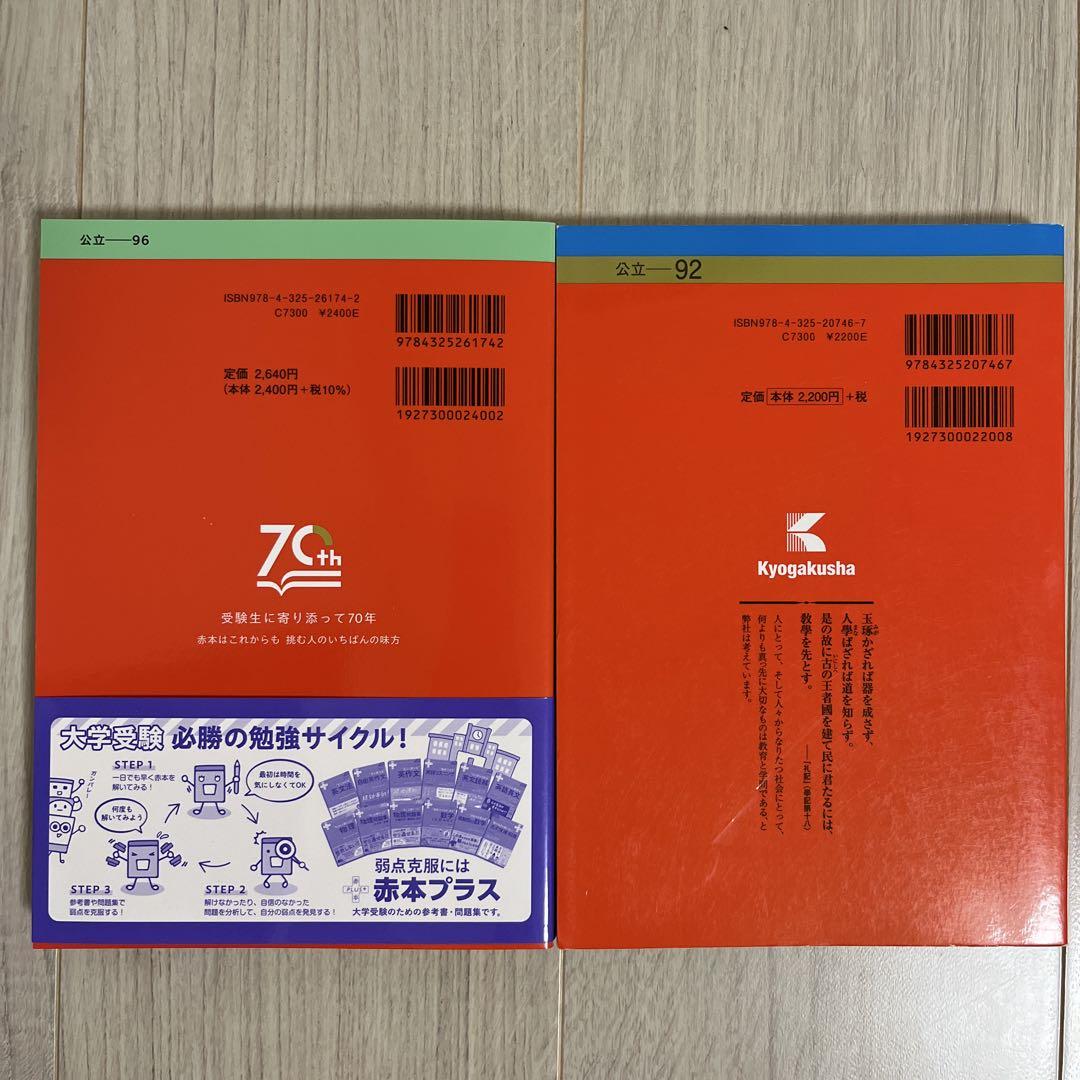 公立——96
ISBN978-4-325-26174-2
C7300 ¥2400E
9784325261742
定価 2,640円
(本体 2,400円+税10%)
1927300024002
70th
受験生に寄り添って70年
赤本はこれからも 挑む人のいちばんの味方
大学受験 必勝の勉強サイクル!
ガンバレー
STEP 1
一日でも早く赤本を
解いてみる!
最初は時間を
気にしなくてOK
何度も
解いてみよう
STEP 3
参考書や問題集で
弱点を克服する!
STEP 2
解けなかったり、自信のなかった
問題を分析して、自分の弱点を発見する!
英作文
物理
数学
弱点克服には
赤本プラス
赤本
PLUS+
大学受験のための参考書・問題集です。
公立——92
ISBN978-4-325-20746-7
C7300 ¥2200E
9784325207467
定価 本体 2,200円 +税
1927300022008
Kyogakusha
玉琢かざれば器を成さず、
人學ばざれば道を知らず。
是の故に古の王者國を建て民に君たるには、
教學を先とす。
——『礼記』(學記第十八)
人にとって、そして人々からなりたつ社会にとって、
何よりも真っ先に大切なものは教育と学問である、と
弊社は考えています。